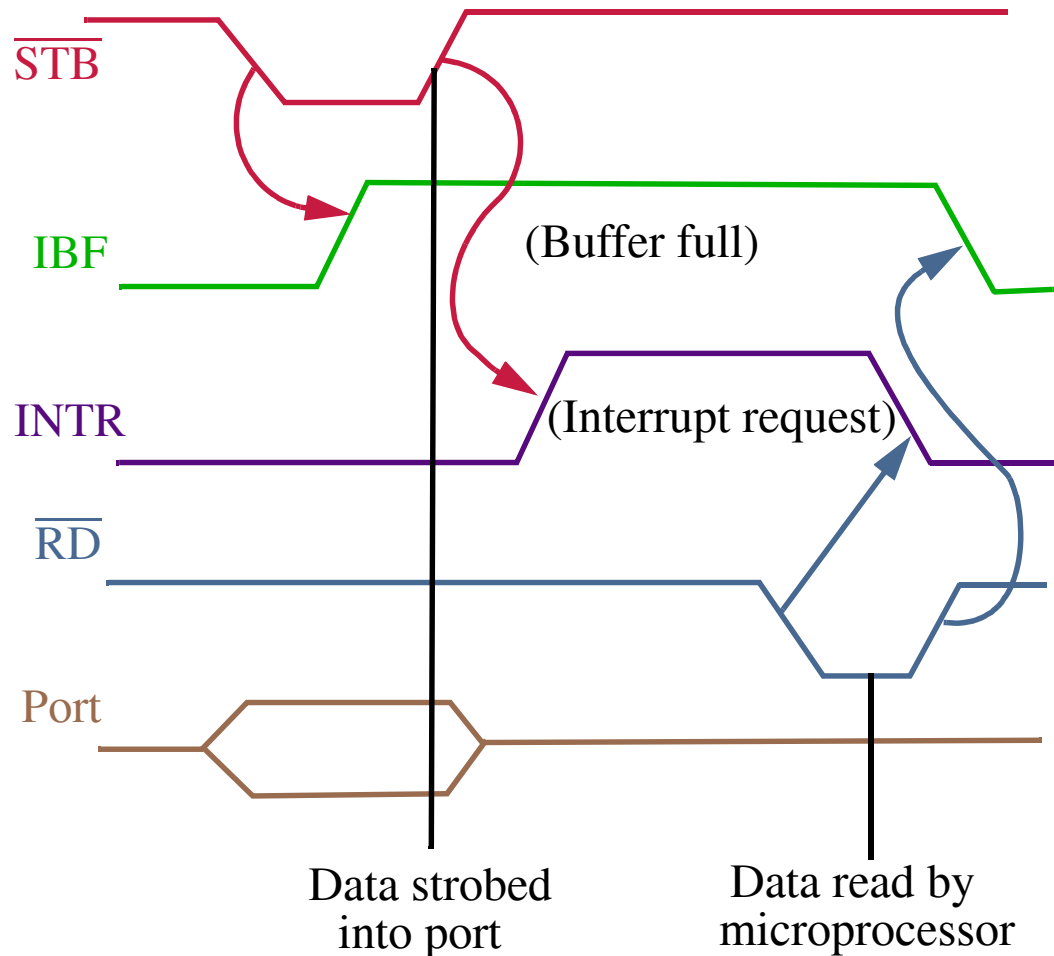 STB
IBF
(Buffer full)
INTR
(Interrupt request)
RD
Port
Data strobed
into port
Data read by
microprocessor